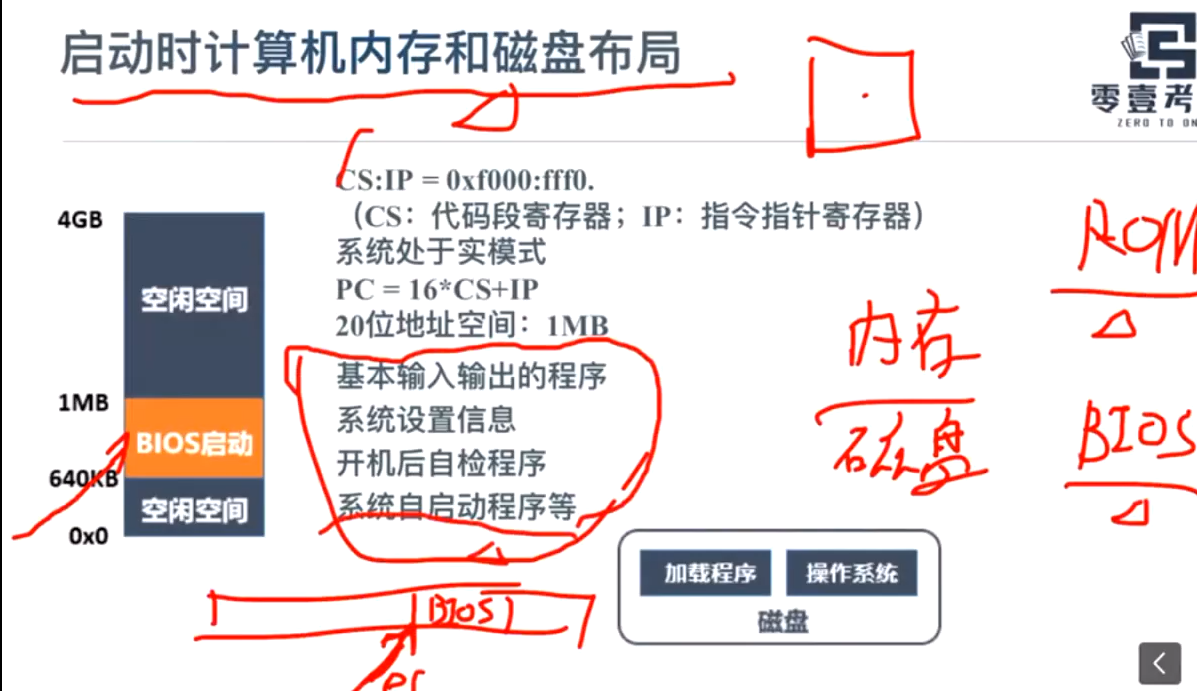 启动时计算机内存和磁盘布局
零壹考
ZERO TO ON
CS:IP = 0xf000:fff0.
（CS：代码段寄存器；IP：指令指针寄存器）
系统处于实模式
PC = 16*CS+IP
20位地址空间：1MB
基本输入输出的程序
系统设置信息
开机后自检程序
系统自启动程序等
4GB
空闲空间
1MB
BIOS启动
640KB
空闲空间
0x0
ROM
内存
磁盘
BIOS
加载程序
操作系统
磁盘
BIOS
PC